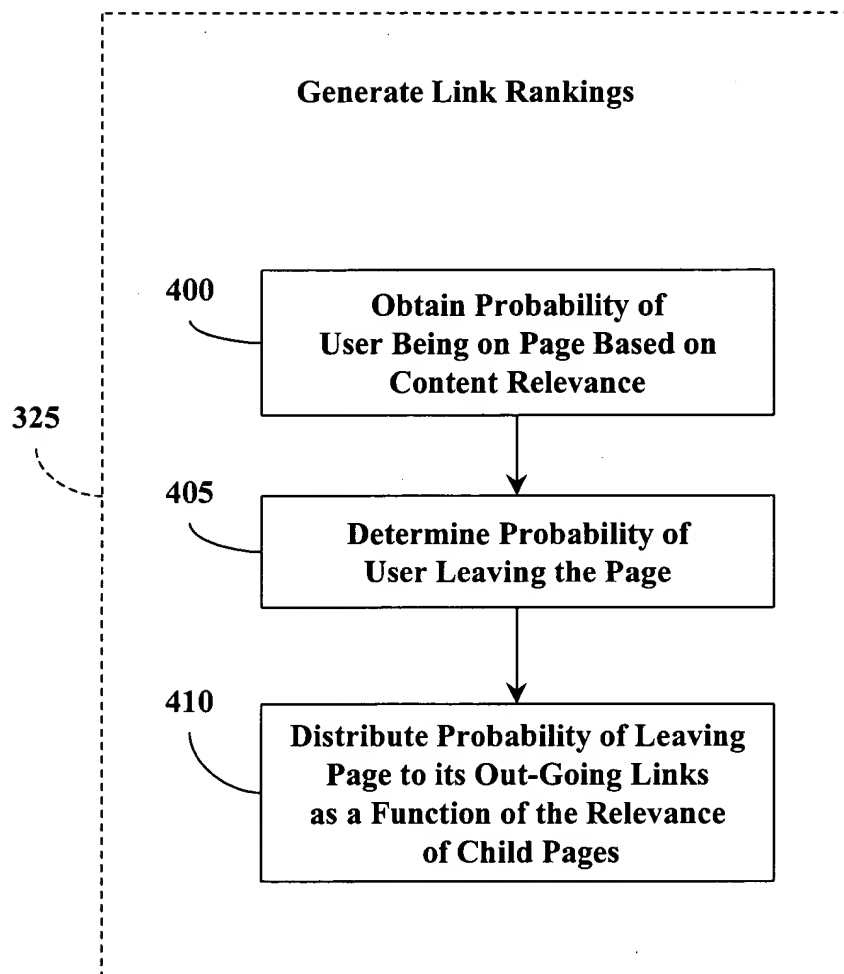 Generate Link Rankings
400
Obtain Probability of
User Being on Page Based on
Content Relevance
325
405
Determine Probability of
User Leaving the Page
410
Distribute Probability of Leaving
Page to its Out-Going Links
as a Function of the Relevance
of Child Pages